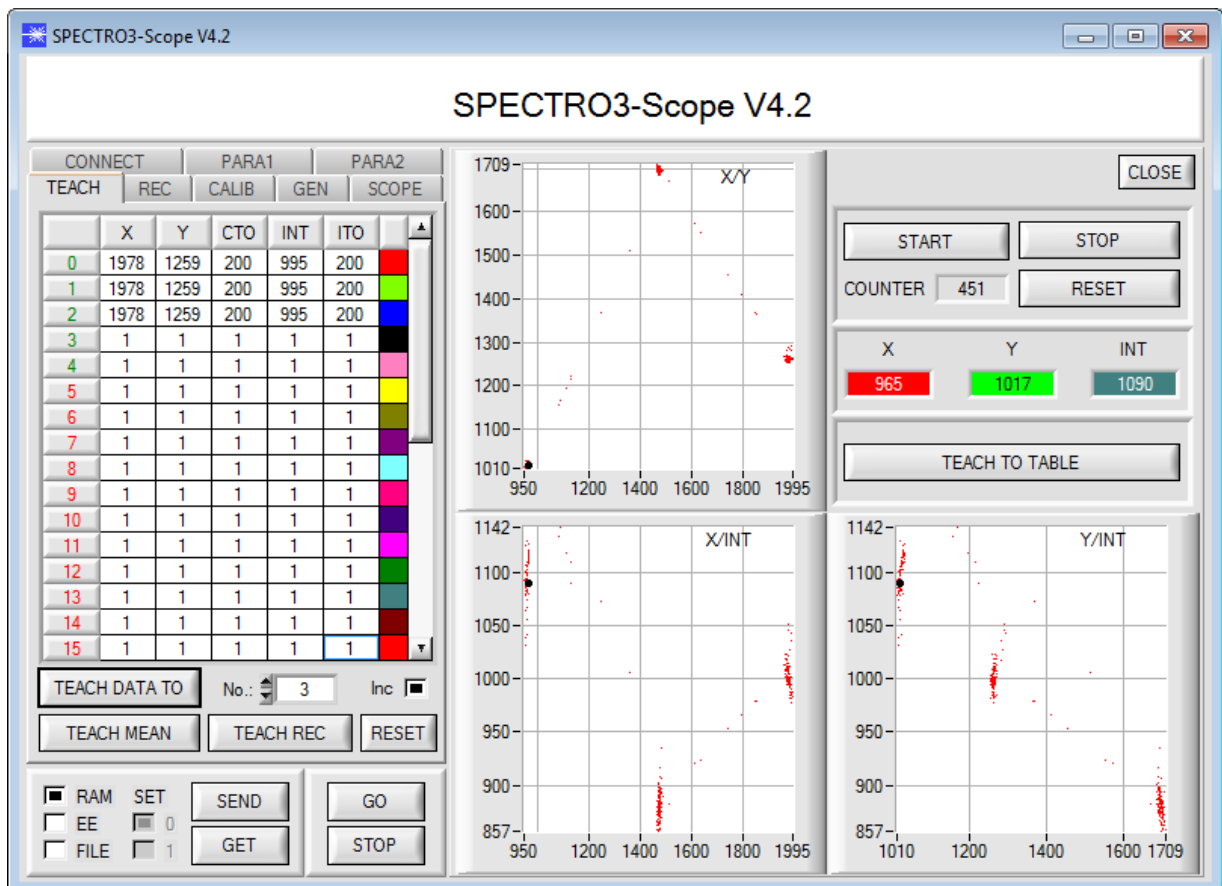 SPECTRO3-Scope V4.2
SPECTRO3-Scope V4.2
CONNECT PARA1 PARA2
TEACH REC CALIB GEN SCOPE
X Y CTO INT ITO
0 1978 1259 200 995 200
1 1978 1259 200 995 200
2 1978 1259 200 995 200
3 1 1 1 1 1
4 1 1 1 1 1
5 1 1 1 1 1
6 1 1 1 1 1
7 1 1 1 1 1
8 1 1 1 1 1
9 1 1 1 1 1
10 1 1 1 1 1
11 1 1 1 1 1
12 1 1 1 1 1
13 1 1 1 1 1
14 1 1 1 1 1
15 1 1 1 1 1
TEACH DATA TO No.: 3 Inc
TEACH MEAN TEACH REC RESET
RAM SET SEND GO
EE 0
FILE 1 GET STOP
X/Y
1709
1600
1500
1400
1300
1200
1100
1010
950 1200 1400 1600 1800 1995
CLOSE
START STOP
COUNTER 451 RESET
X Y INT
965 1017 1090
TEACH TO TABLE
X/INT
1142
1100
1050
1000
950
900
857
950 1200 1400 1600 1800 1995
Y/INT
1142
1100
1050
1000
950
900
857
1010 1200 1400 1600 1709